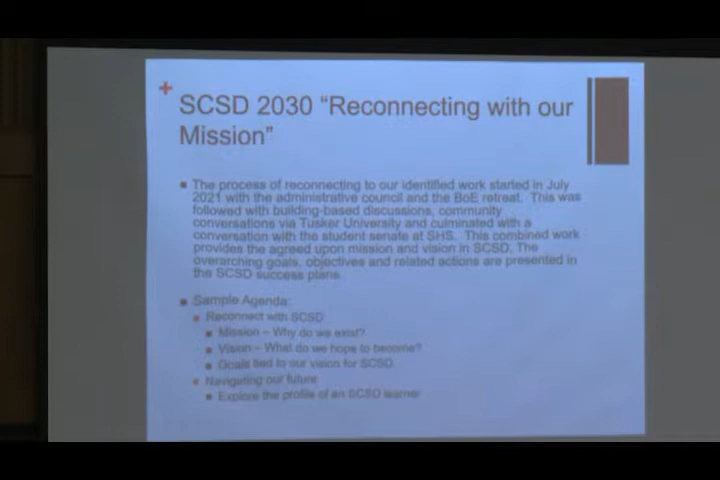 + SCSD 2030 “Reconnecting with our
Mission”
▪ The process of reconnecting to our identified work started in July
2021 with the administrative council and the BoE retreat. This was
followed with building-based discussions, community
conversations via Tusker University and culminated with a
conversation with the student senate at SHS. This combined work
provides the agreed upon mission and vision in SCSD. The
overarching goals, objectives and related actions are presented in
the SCSD success plans.
▪ Sample Agenda:
▪ Reconnect with SCSD
▪ Mission – Why do we exist?
▪ Vision – What do we hope to become?
▪ Goals tied to our vision for SCSD
▪ Navigating our future
▪ Explore the profile of an SCSD learner